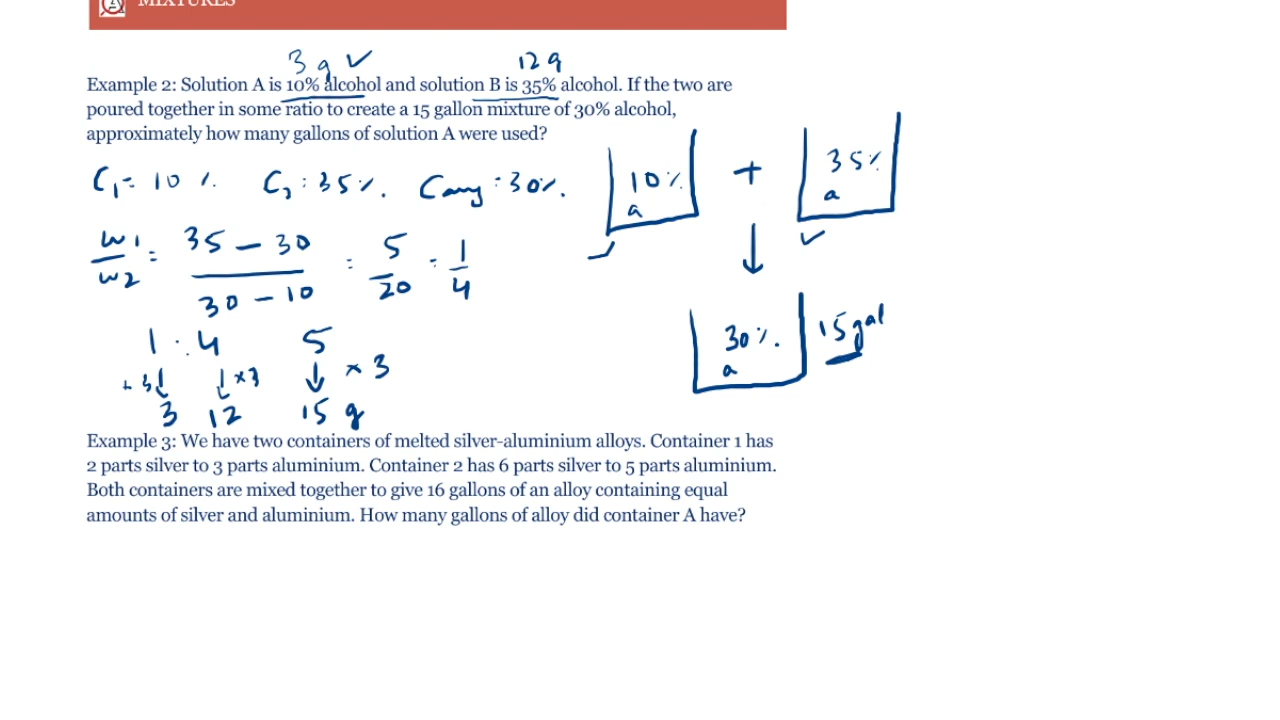 MIXTURES
3 g ✓ 12 g
Example 2: Solution A is 10% alcohol and solution B is 35% alcohol. If the two are
poured together in some ratio to create a 15 gallon mixture of 30% alcohol,
approximately how many gallons of solution A were used?
C1 = 10 %. C2 : 35%. Cavg = 30%.
10% a + 35% a
w1/w2 = 35 - 30 / 30 - 10 = 5/20 = 1/4
30%. a 15 gal
1 : 4 5
×3 ×3 × 3
3 12 15 g
Example 3: We have two containers of melted silver-aluminium alloys. Container 1 has
2 parts silver to 3 parts aluminium. Container 2 has 6 parts silver to 5 parts aluminium.
Both containers are mixed together to give 16 gallons of an alloy containing equal
amounts of silver and aluminium. How many gallons of alloy did container A have?